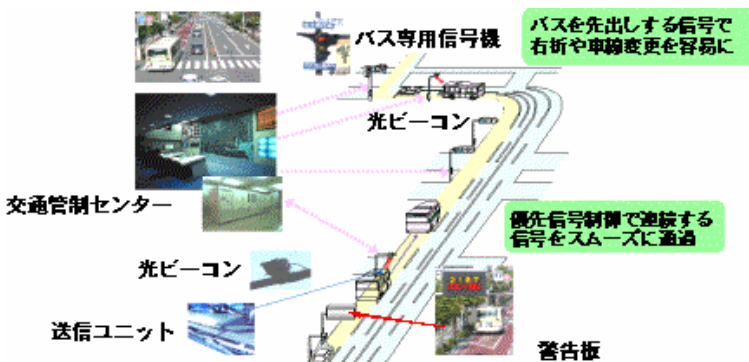 バス専用信号機
バスを先出しする信号で
右折や車線変更を容易に
光ビーコン
交通管制センター
優先信号制御で連続する
信号をスムーズに通過
光ビーコン
送信ユニット
警告板